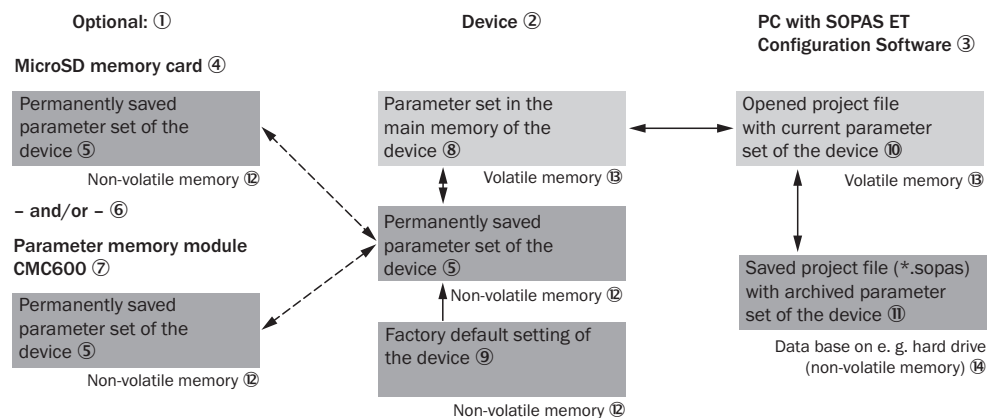 Optional: ①
MicroSD memory card ④
Permanently saved
parameter set of the
device ⑤
Non-volatile memory ⑫
– and/or – ⑥
Parameter memory module
CMC600 ⑦
Permanently saved
parameter set of the
device ⑤
Non-volatile memory ⑫
Device ②
Parameter set in the
main memory of the
device ⑧
Volatile memory ⑬
Permanently saved
parameter set of the
device ⑤
Non-volatile memory ⑫
Factory default setting of
the device ⑨
Non-volatile memory ⑫
PC with SOPAS ET
Configuration Software ③
Opened project file
with current parameter
set of the device ⑩
Volatile memory ⑬
Saved project file (*.sopas)
with archived parameter
set of the device ⑪
Data base on e. g. hard drive
(non-volatile memory) ⑭